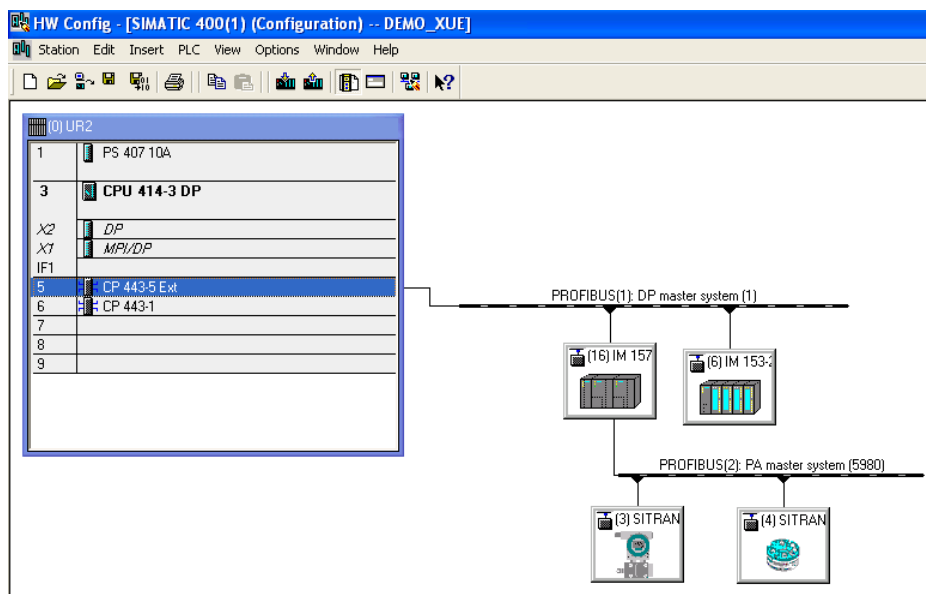 HW Config - [SIMATIC 400(1) (Configuration) -- DEMO_XUE]
Station Edit Insert PLC View Options Window Help
(0) UR2
1 PS 407 10A
3 CPU 414-3 DP
X2 DP
X1 MPI/DP
IF1
5 CP 443-5 Ext
6 CP 443-1
7
8
9
PROFIBUS(1): DP master system (1)
(16) IM 157
(6) IM 153-2
PROFIBUS(2): PA master system (5980)
(3) SITRAN
(4) SITRAN